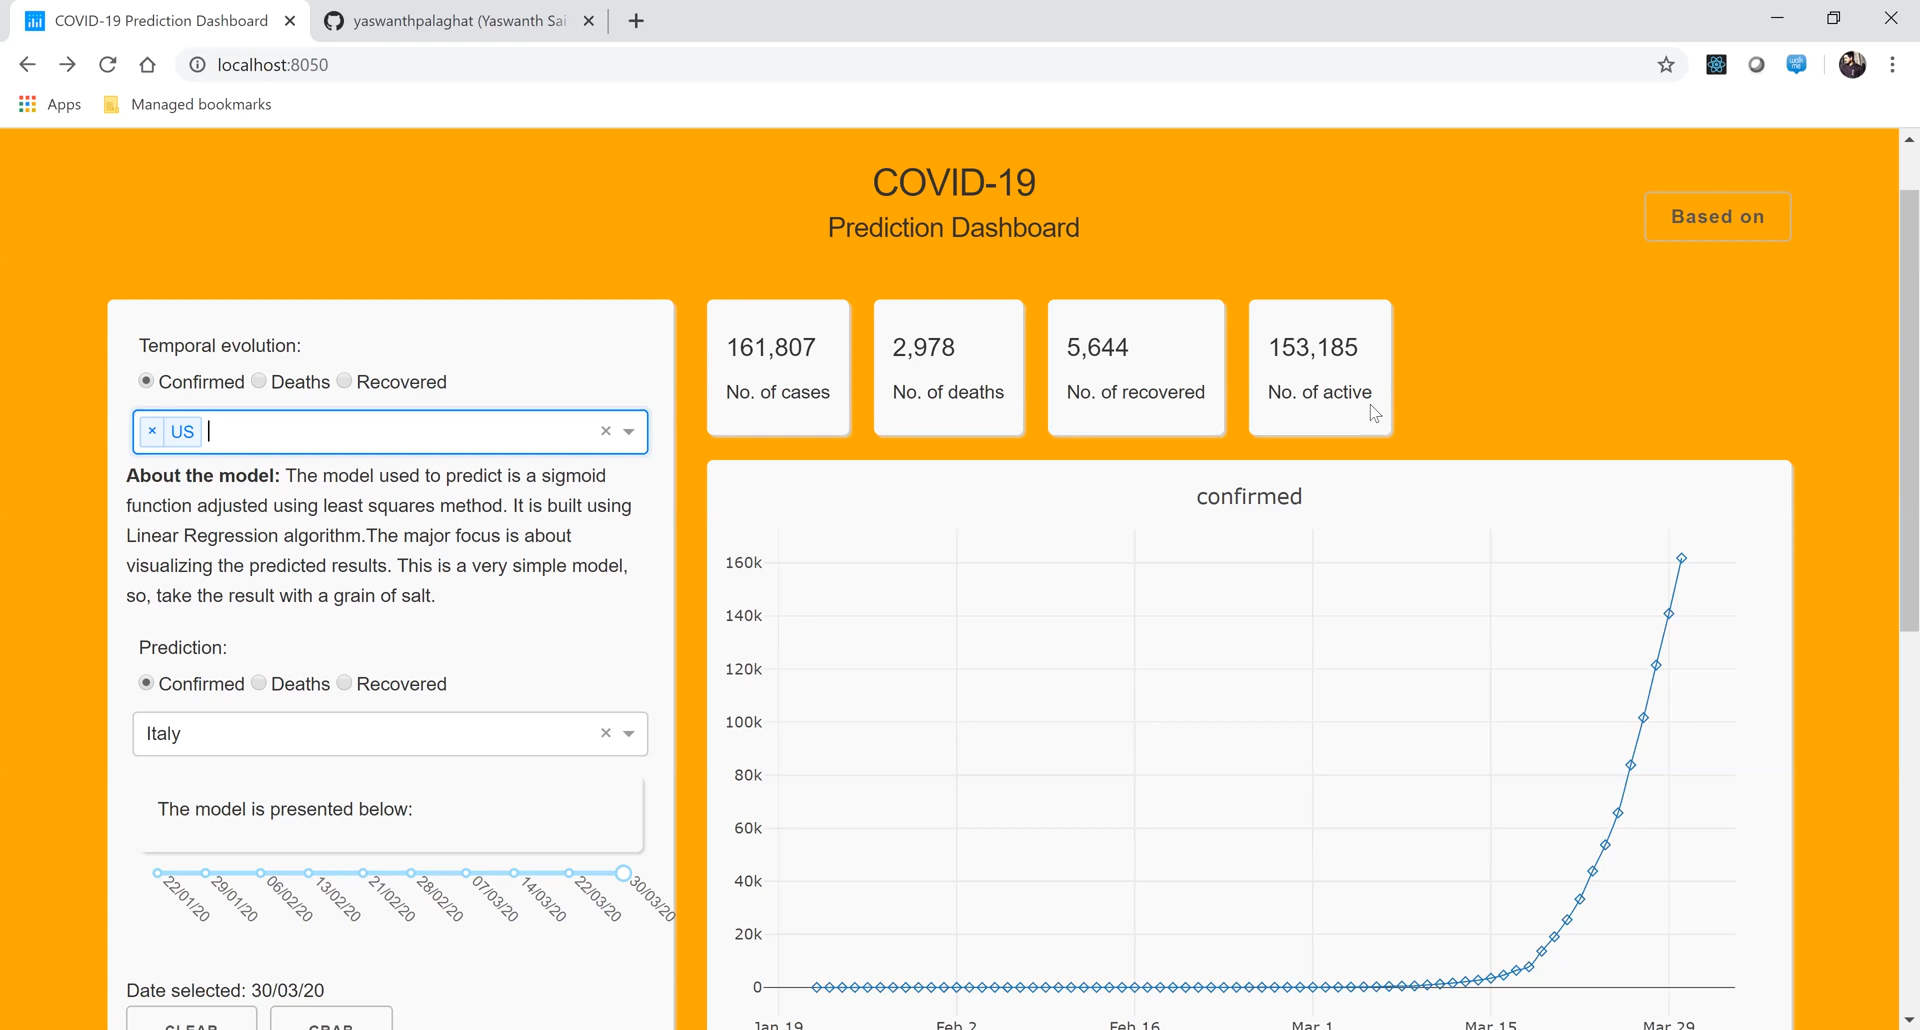 COVID-19 Prediction Dashboard
yaswanthpalaghat (Yaswanth Sai
localhost:8050
Apps
Managed bookmarks
COVID-19
Prediction Dashboard
Based on
Temporal evolution:
Confirmed Deaths Recovered
× US
About the model: The model used to predict is a sigmoid
function adjusted using least squares method. It is built using
Linear Regression algorithm.The major focus is about
visualizing the predicted results. This is a very simple model,
so, take the result with a grain of salt.
Prediction:
Confirmed Deaths Recovered
Italy
The model is presented below:
22/01/20
29/01/20
06/02/20
13/02/20
21/02/20
28/02/20
07/03/20
14/03/20
22/03/20
30/03/20
Date selected: 30/03/20
CLEAR
161,807
No. of cases
2,978
No. of deaths
5,644
No. of recovered
153,185
No. of active
confirmed
160k
140k
120k
100k
80k
60k
40k
20k
0
Jan 19
Feb 2
Feb 16
Mar 1
Mar 15
Mar 29